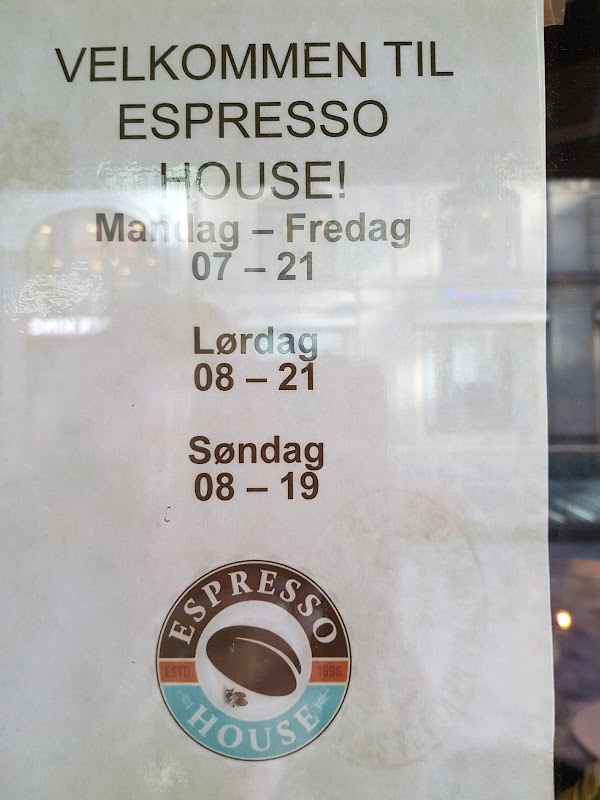 VELKOMMEN TIL
ESPRESSO
HOUSE!
Mandag – Fredag
07 – 21
Lørdag
08 – 21
Søndag
08 – 19
ESPRESSO
ESTD 1996
HOUSE